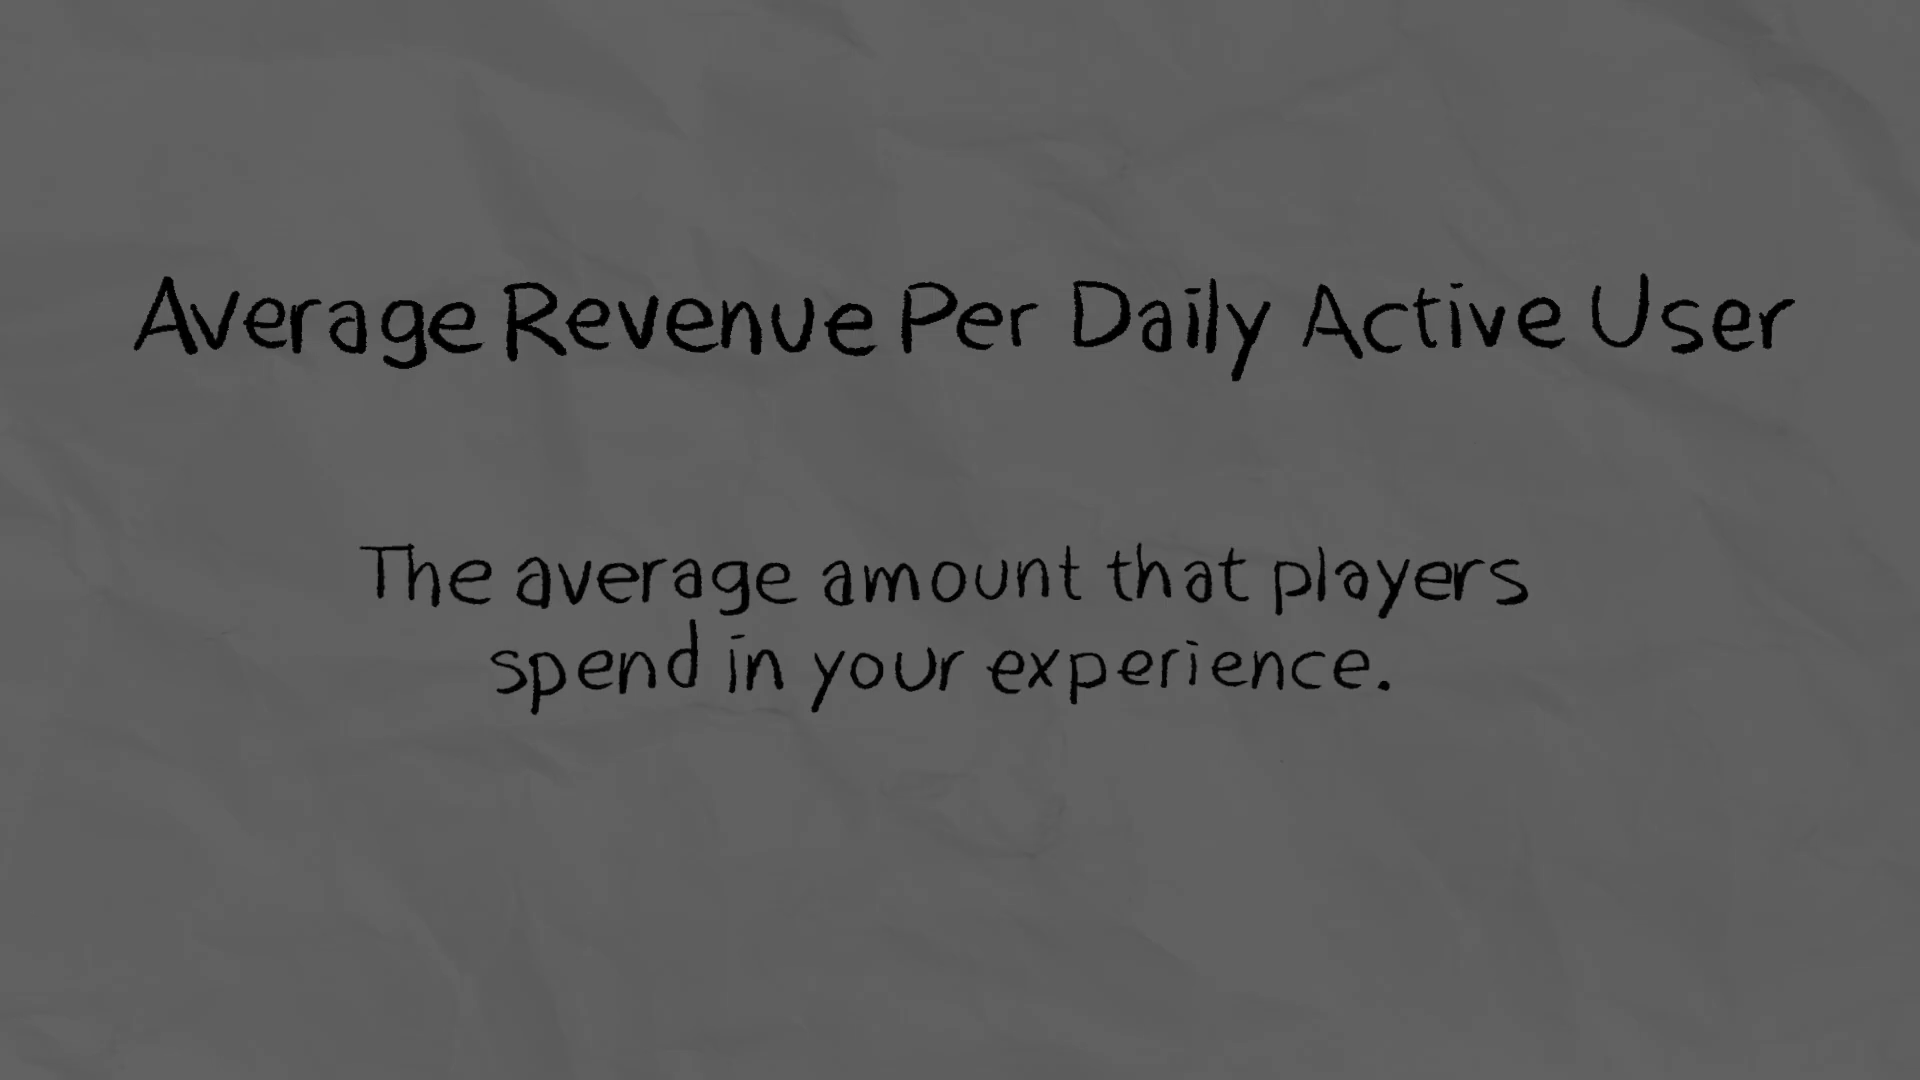 Average Revenue Per Daily Active User
The average amount that players
spend in your experience.